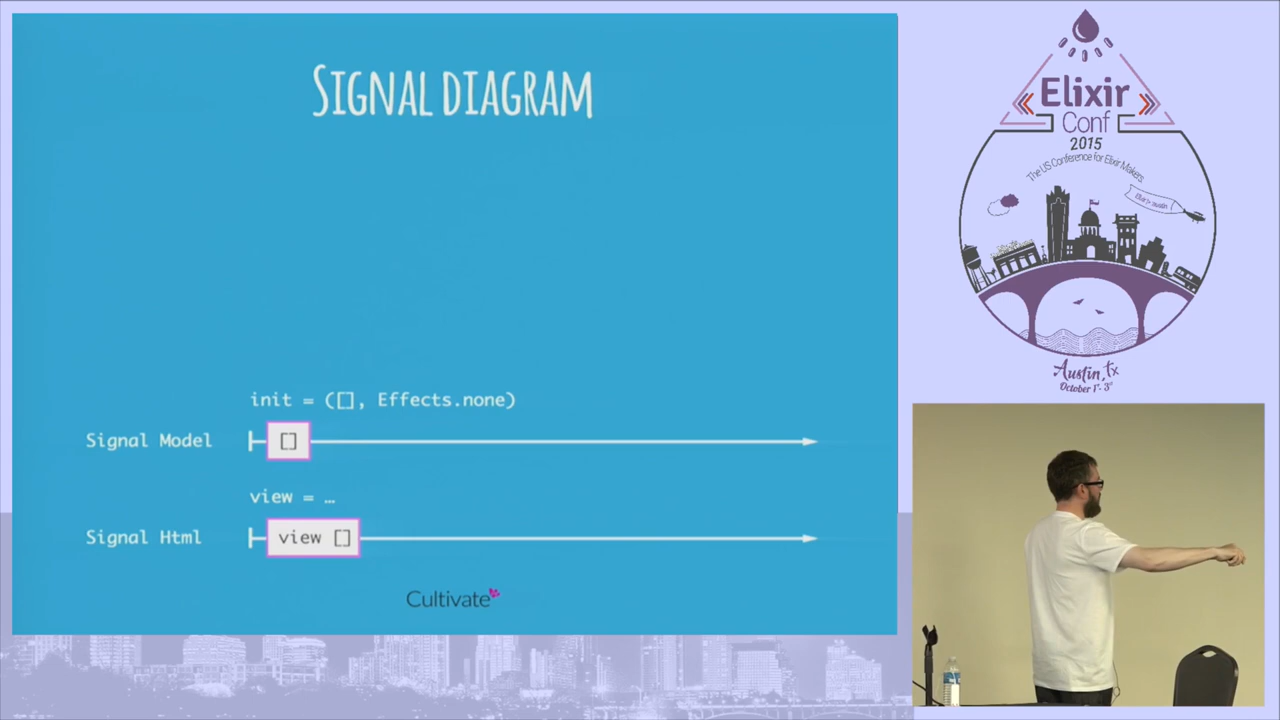 SIGNAL DIAGRAM
init = ([], Effects.none)
Signal Model
[]
view = …
Signal Html
view []
Cultivate
Elixir
Conf
2015
The US Conference for Elixir Makers
Austin, Tx
October 1st - 3rd